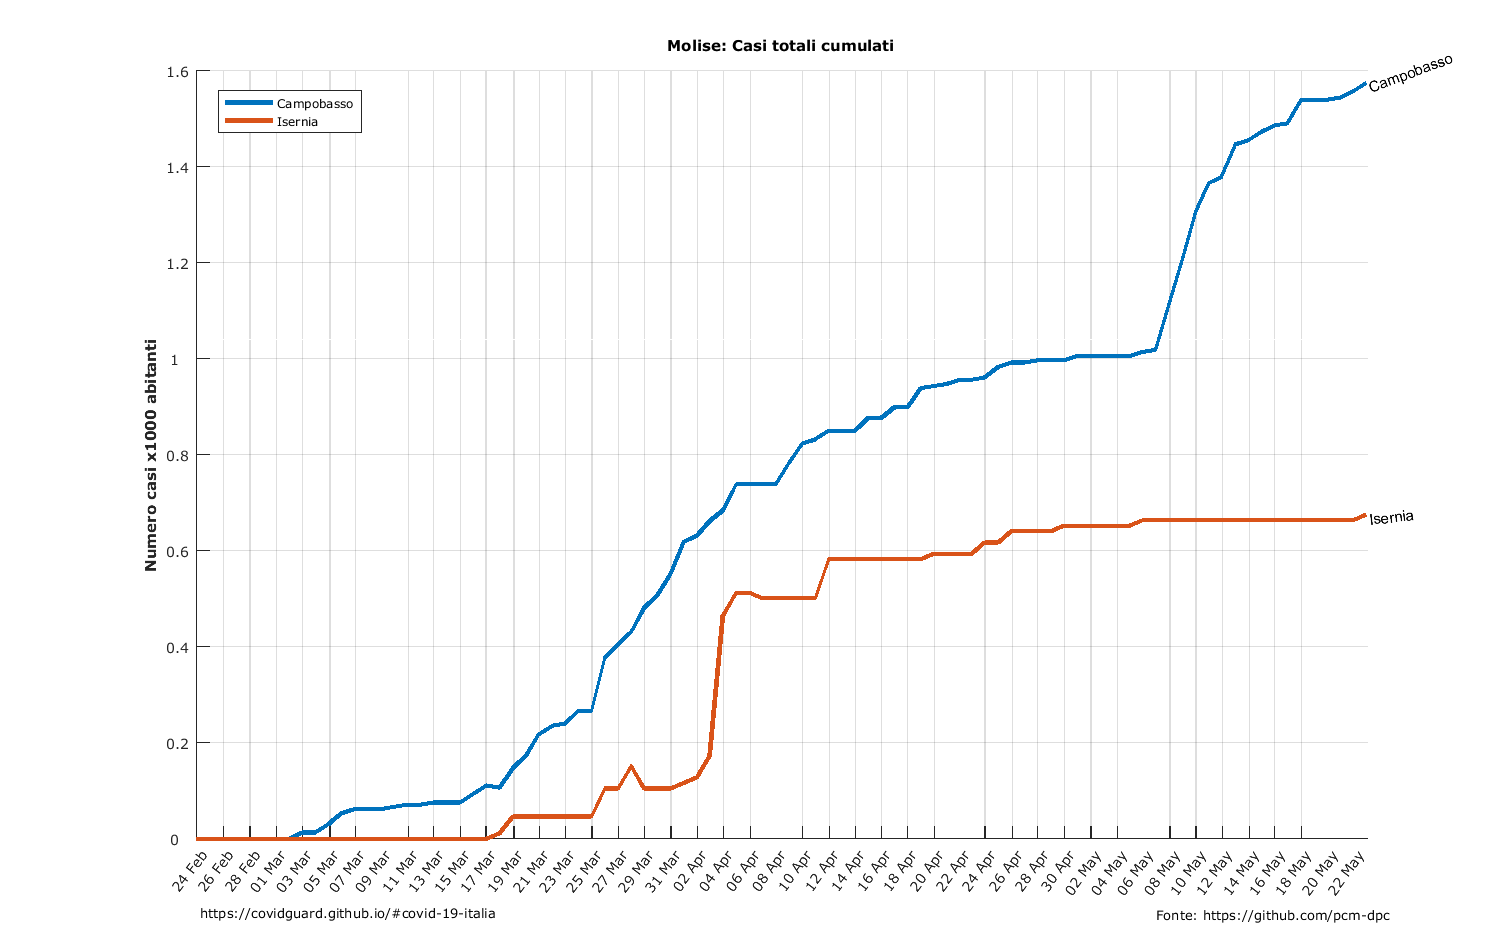 Molise: Casi totali cumulati
Campobasso
Isernia
Numero casi x1000 abitanti
1.6
1.4
1.2
1
0.8
0.6
0.4
0.2
0
Campobasso
Isernia
24 Feb
26 Feb
28 Feb
01 Mar
03 Mar
05 Mar
07 Mar
09 Mar
11 Mar
13 Mar
15 Mar
17 Mar
19 Mar
21 Mar
23 Mar
25 Mar
27 Mar
29 Mar
31 Mar
02 Apr
04 Apr
06 Apr
08 Apr
10 Apr
12 Apr
14 Apr
16 Apr
18 Apr
20 Apr
22 Apr
24 Apr
26 Apr
28 Apr
30 Apr
02 May
04 May
06 May
08 May
10 May
12 May
14 May
16 May
18 May
20 May
22 May
https://covidguard.github.io/#covid-19-italia
Fonte: https://github.com/pcm-dpc